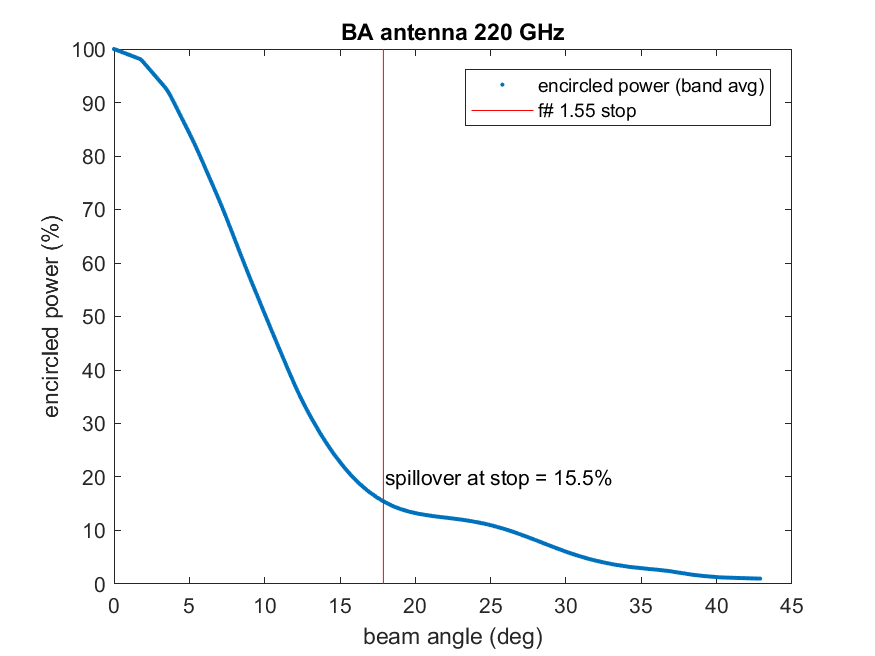 BA antenna 220 GHz
encircled power (band avg)
f# 1.55 stop
spillover at stop = 15.5%
encircled power (%)
100
90
80
70
60
50
40
30
20
10
0
0 5 10 15 20 25 30 35 40 45
beam angle (deg)